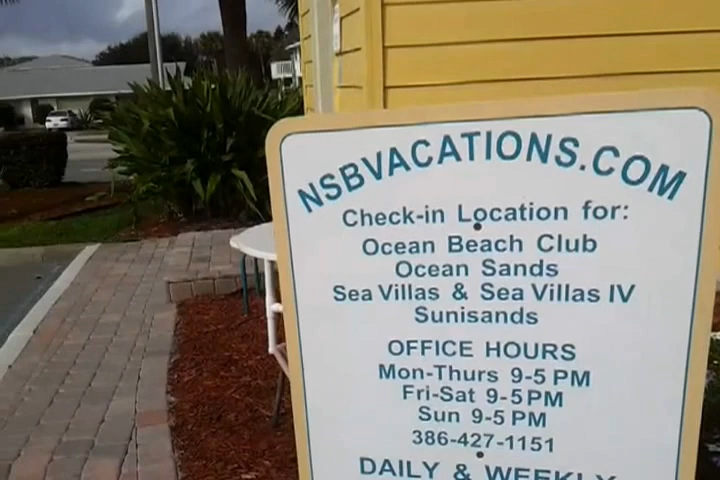 NSBVACATIONS.COM
Check-in Location for:
Ocean Beach Club
Ocean Sands
Sea Villas & Sea Villas IV
Sunisands
OFFICE HOURS
Mon-Thurs 9-5 PM
Fri-Sat 9-5 PM
Sun 9-5 PM
386-427-1151
DAILY & WEEKLY